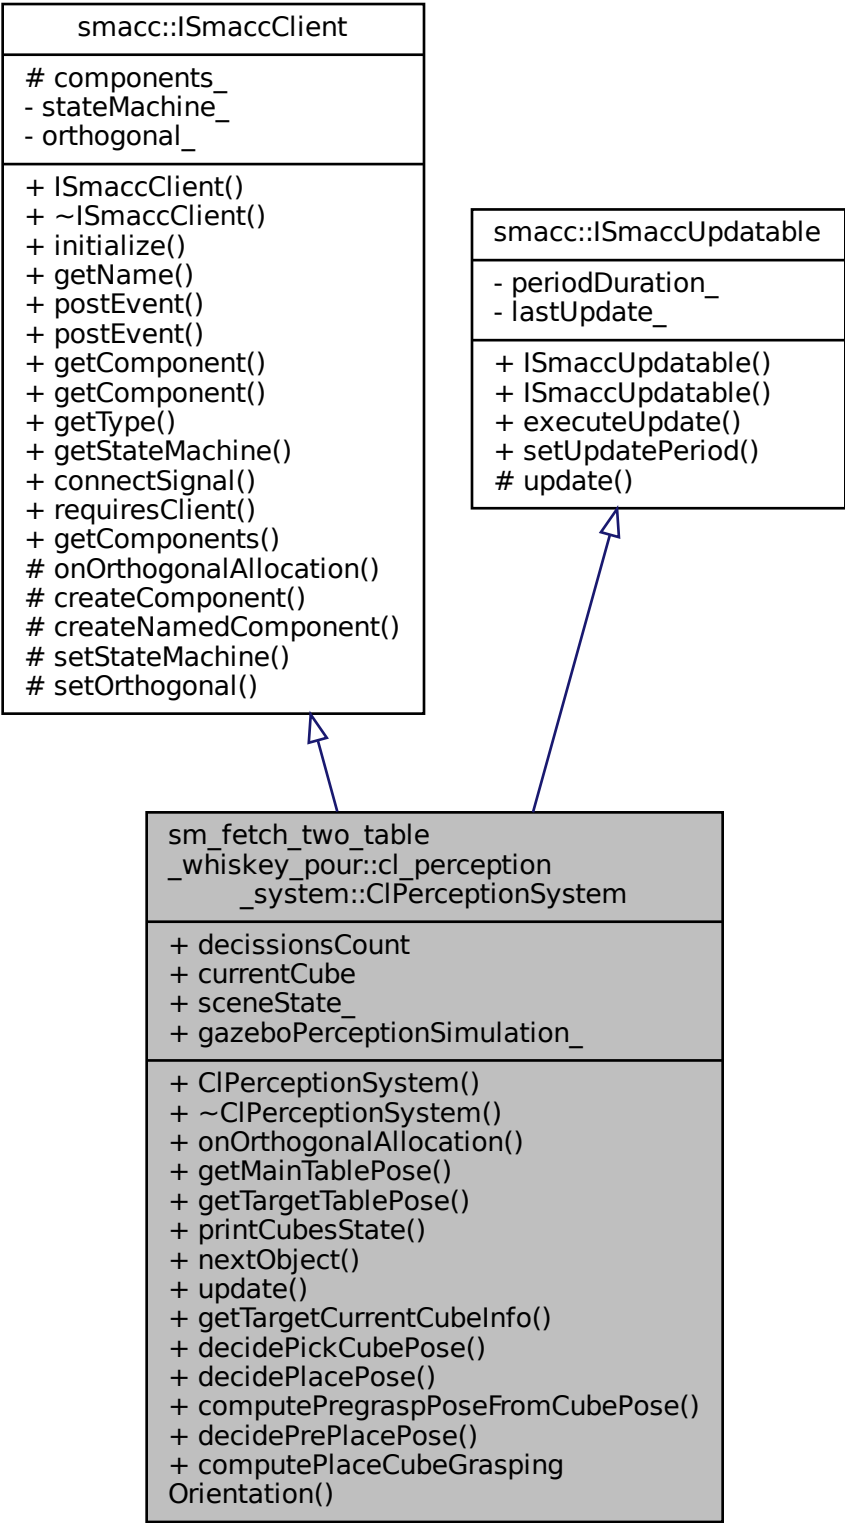 smacc::ISmaccClient
# components_
- stateMachine_
- orthogonal_
+ ISmaccClient()
+ ~ISmaccClient()
+ initialize()
+ getName()
+ postEvent()
+ postEvent()
+ getComponent()
+ getComponent()
+ getType()
+ getStateMachine()
+ connectSignal()
+ requiresClient()
+ getComponents()
# onOrthogonalAllocation()
# createComponent()
# createNamedComponent()
# setStateMachine()
# setOrthogonal()
smacc::ISmaccUpdatable
- periodDuration_
- lastUpdate_
+ ISmaccUpdatable()
+ ISmaccUpdatable()
+ executeUpdate()
+ setUpdatePeriod()
# update()
sm_fetch_two_table
_whiskey_pour::cl_perception
_system::ClPerceptionSystem
+ decissionsCount
+ currentCube
+ sceneState_
+ gazeboPerceptionSimulation_
+ ClPerceptionSystem()
+ ~ClPerceptionSystem()
+ onOrthogonalAllocation()
+ getMainTablePose()
+ getTargetTablePose()
+ printCubesState()
+ nextObject()
+ update()
+ getTargetCurrentCubeInfo()
+ decidePickCubePose()
+ decidePlacePose()
+ computePregraspPoseFromCubePose()
+ decidePrePlacePose()
+ computePlaceCubeGrasping
Orientation()